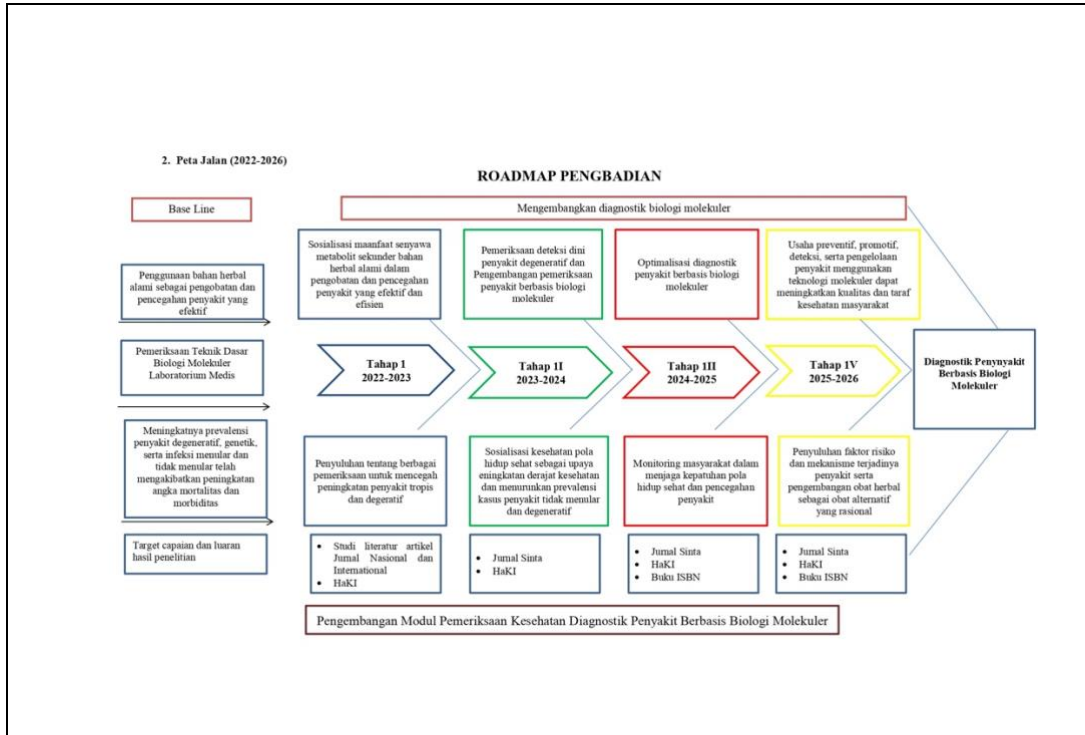 2. Peta Jalan (2022-2026)
ROADMAP PENGBADIAN
Base Line
Mengembangkan diagnostik biologi molekuler
Penggunaan bahan herbal
alami sebagai pengobatan dan
pencegahan penyakit yang
efektif
Sosialisasi maanfaat senyawa
metabolit sekunder bahan
herbal alami dalam
pengobatan dan pencegahan
penyakit yang efektif dan
efisien
Pemeriksaan deteksi dini
penyakit degeneratif dan
Pengembangan pemeriksaan
penyakit berbasis biologi
molekuler
Optimalisasi diagnostik
penyakit berbasis biologi
molekuler
Usaha preventif, promotif,
deteksi, serta pengelolaan
penyakit menggunakan
teknologi molekuler dapat
meningkatkan kualitas dan taraf
kesehatan masyarakat
Pemeriksaan Teknik Dasar
Biologi Molekuler
Laboratorium Medis
Tahap 1
2022-2023
Tahap 1I
2023-2024
Tahap 1II
2024-2025
Tahap 1V
2025-2026
Diagnostik Penynyakit
Berbasis Biologi
Molekuler
Meningkatnya prevalensi
penyakit degeneratif, genetik,
serta infeksi menular dan
tidak menular telah
mengakibatkan peningkatan
angka mortalitas dan
morbiditas
Penyuluhan tentang berbagai
pemeriksaan untuk mencegah
peningkatan penyakit tropis
dan degeratif
Sosialisasi kesehatan pola
hidup sehat sebagai upaya
eningkatan derajat kesehatan
dan menurunkan prevalensi
kasus penyakit tidak menular
dan degeneratif
Monitoring masyarakat dalam
menjaga kepatuhan pola
hidup sehat dan pencegahan
penyakit
Penyuluhan faktor risiko
dan mekanisme terjadinya
penyakit serta
pengembangan obat herbal
sebagai obat alternatif
yang rasional
Target capaian dan luaran
hasil penelitian
• Studi literatur artikel
Jurnal Nasional dan
International
• HaKI
• Jurnal Sinta
• HaKI
• Jurnal Sinta
• HaKI
• Buku ISBN
• Jurnal Sinta
• HaKI
• Buku ISBN
Pengembangan Modul Pemeriksaan Kesehatan Diagnostik Penyakit Berbasis Biologi Molekuler